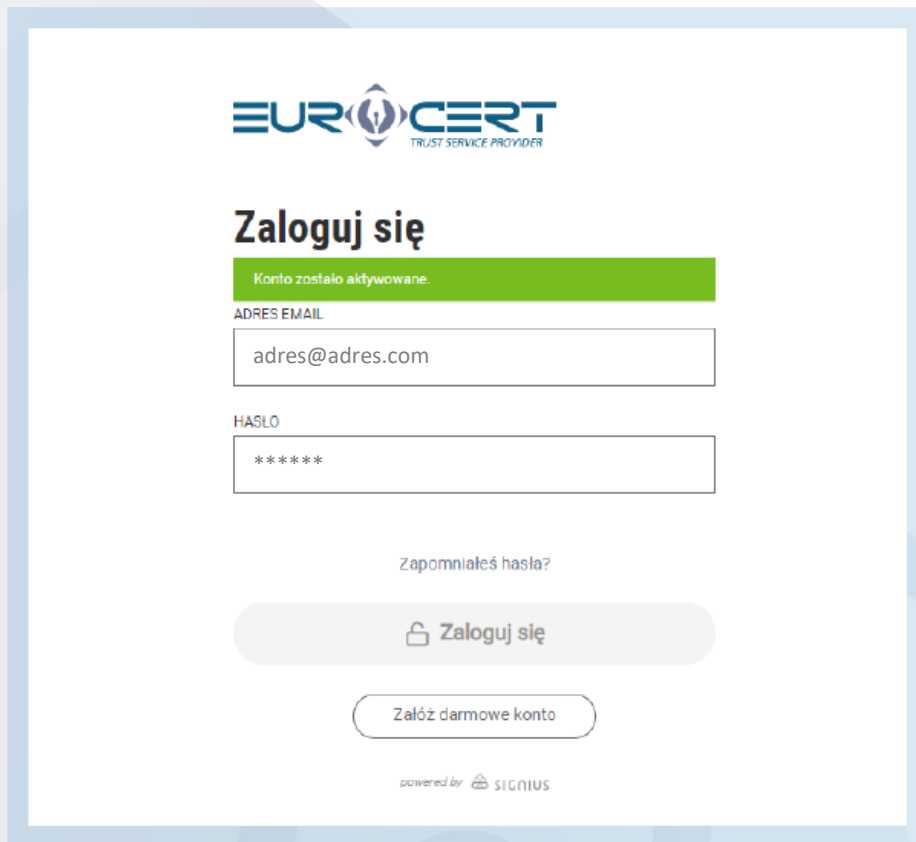 EUROCERT
TRUST SERVICE PROVIDER
Zaloguj się
Konto zostało aktywowane.
ADRES EMAIL
adres@adres.com
HASŁO
******
Zapomniałeś hasła?
Zaloguj się
Załóż darmowe konto
powered by SIGNIUS